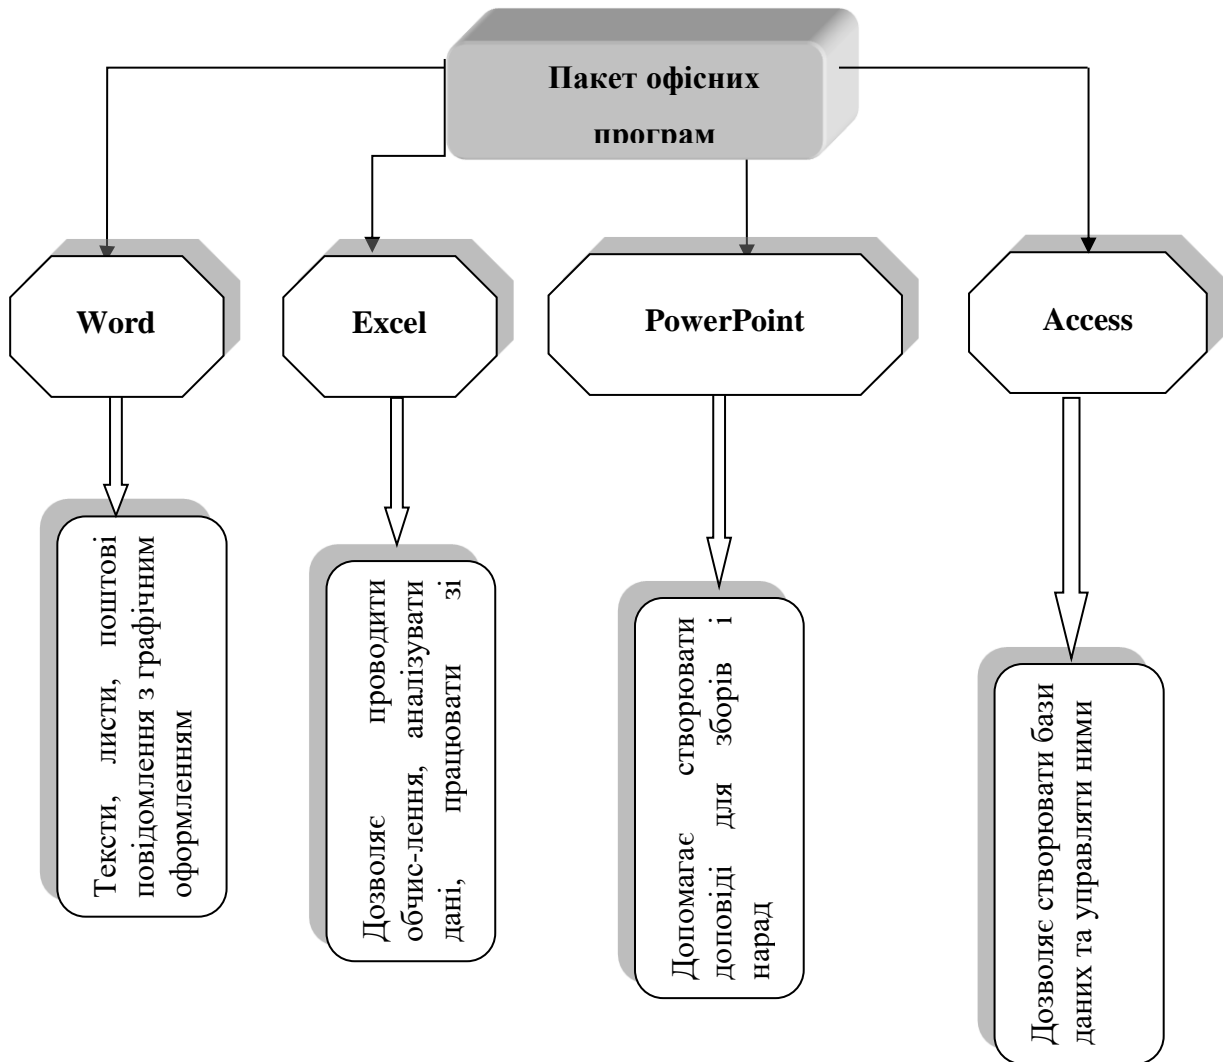 Пакет офісних
програм
Word
Excel
PowerPoint
Access
Тексти, листи, поштові
повідомлення з графічним
оформленням
Дозволяє проводити
обчис-лення, аналізувати
дані, працювати зі
Допомагає створювати
доповіді для зборів і
нарад
Дозволяє створювати бази
даних та управляти ними